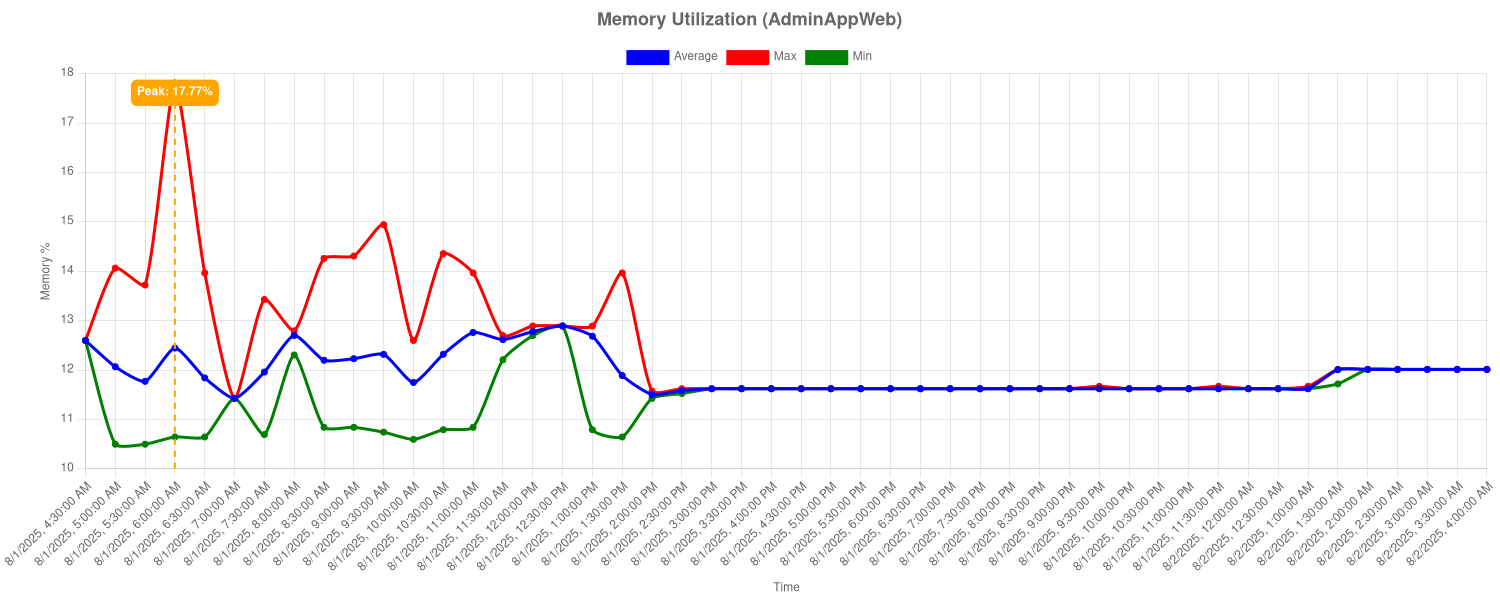 Memory Utilization (AdminAppWeb)
Average Max Min
Peak: 17.77%
18
17
16
15
14
13
12
11
10
Memory %
8/1/2025, 4:30:00 AM
8/1/2025, 5:00:00 AM
8/1/2025, 5:30:00 AM
8/1/2025, 6:00:00 AM
8/1/2025, 6:30:00 AM
8/1/2025, 7:00:00 AM
8/1/2025, 7:30:00 AM
8/1/2025, 8:00:00 AM
8/1/2025, 8:30:00 AM
8/1/2025, 9:00:00 AM
8/1/2025, 9:30:00 AM
8/1/2025, 10:00:00 AM
8/1/2025, 10:30:00 AM
8/1/2025, 11:00:00 AM
8/1/2025, 11:30:00 AM
8/1/2025, 12:00:00 PM
8/1/2025, 12:30:00 PM
8/1/2025, 1:00:00 PM
8/1/2025, 1:30:00 PM
8/1/2025, 2:00:00 PM
8/1/2025, 2:30:00 PM
8/1/2025, 3:00:00 PM
8/1/2025, 3:30:00 PM
8/1/2025, 4:00:00 PM
8/1/2025, 4:30:00 PM
8/1/2025, 5:00:00 PM
8/1/2025, 5:30:00 PM
8/1/2025, 6:00:00 PM
8/1/2025, 6:30:00 PM
8/1/2025, 7:00:00 PM
8/1/2025, 7:30:00 PM
8/1/2025, 8:00:00 PM
8/1/2025, 8:30:00 PM
8/1/2025, 9:00:00 PM
8/1/2025, 9:30:00 PM
8/1/2025, 10:00:00 PM
8/1/2025, 10:30:00 PM
8/1/2025, 11:00:00 PM
8/1/2025, 11:30:00 PM
8/2/2025, 12:00:00 AM
8/2/2025, 12:30:00 AM
8/2/2025, 1:00:00 AM
8/2/2025, 1:30:00 AM
8/2/2025, 2:00:00 AM
8/2/2025, 2:30:00 AM
8/2/2025, 3:00:00 AM
8/2/2025, 3:30:00 AM
8/2/2025, 4:00:00 AM
Time